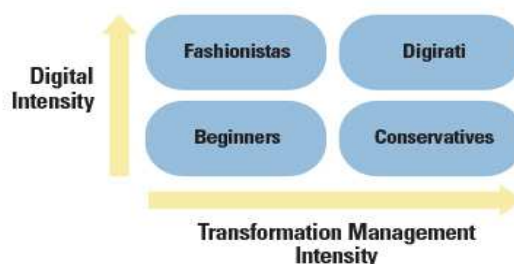 Fashionistas
Digirati
Digital
Intensity
Beginners
Conservatives
Transformation Management
Intensity